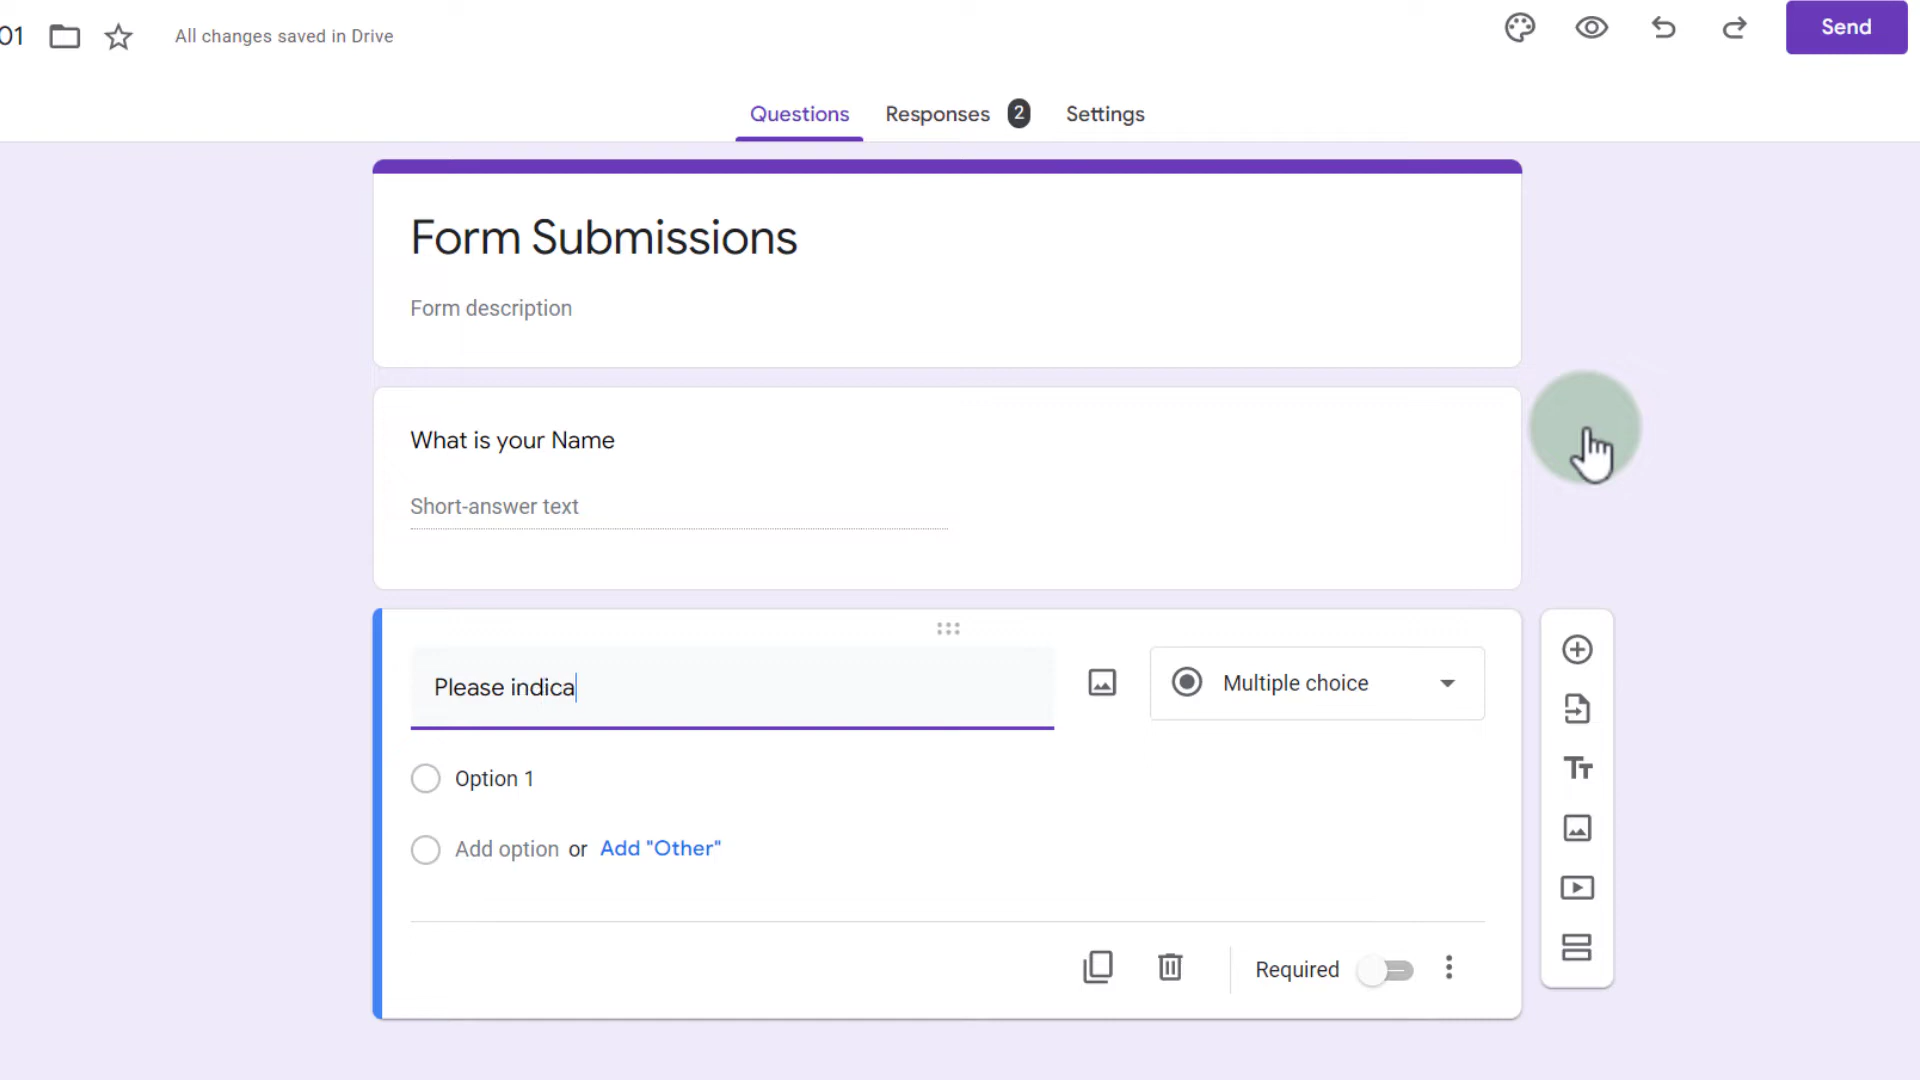 01 All changes saved in Drive
Send
Questions Responses 2 Settings
Form Submissions
Form description
What is your Name
Short-answer text
Please indica
Multiple choice
Option 1
Add option or Add "Other"
Required
Tт